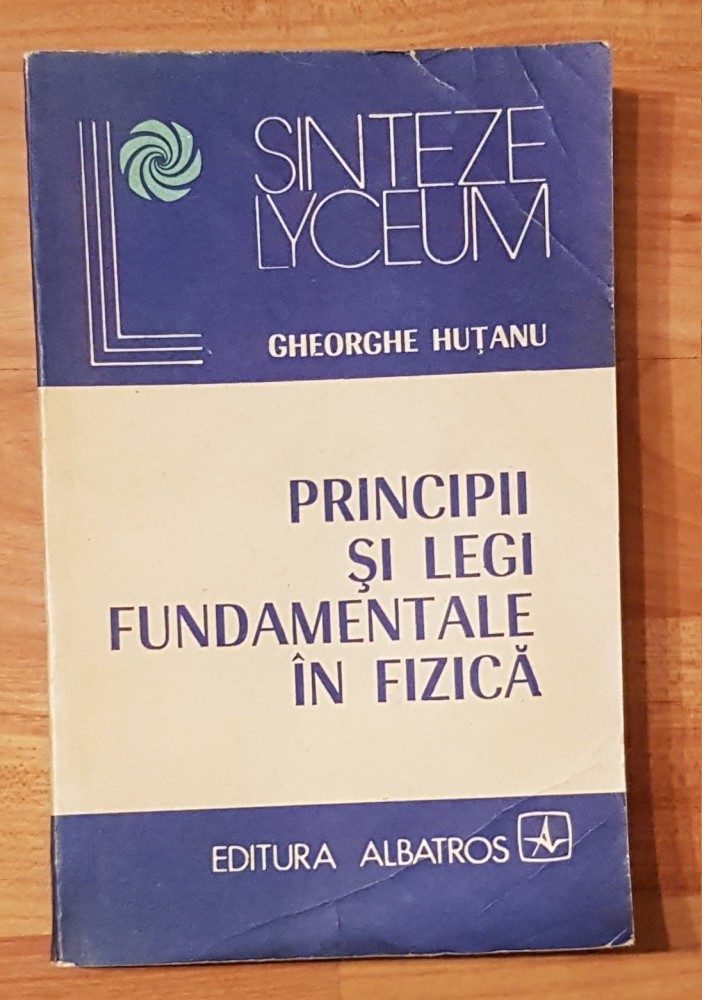 SINTEZE
LYCEUM
GHEORGHE HUŢANU
PRINCIPII
ŞI LEGI
FUNDAMENTALE
ÎN FIZICĂ
EDITURA ALBATROS